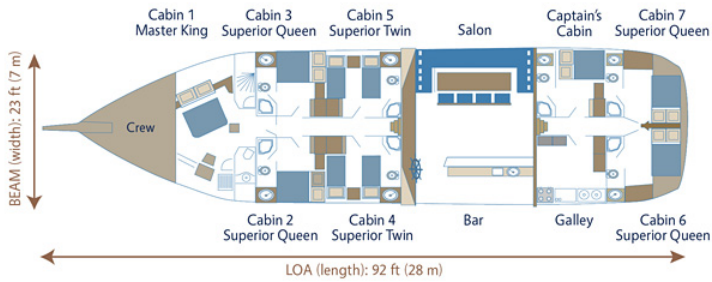 Cabin 1
Master King
Cabin 3
Superior Queen
Cabin 5
Superior Twin
Salon
Captain's
Cabin
Cabin 7
Superior Queen
BEAM (width): 23 ft (7 m)
Crew
Cabin 2
Superior Queen
Cabin 4
Superior Twin
Bar
Galley
Cabin 6
Superior Queen
LOA (length): 92 ft (28 m)